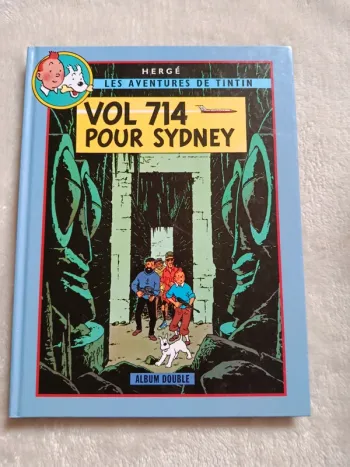 HERGÉ
LES AVENTURES DE TINTIN
VOL 714
POUR SYDNEY
ALBUM DOUBLE